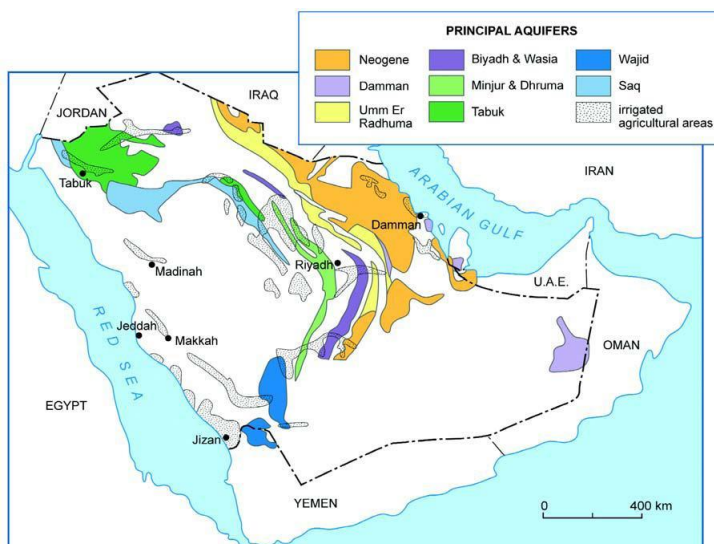 PRINCIPAL AQUIFERS
Neogene
Biyadh & Wasia
Wajid
Damman
Minjur & Dhruma
Saq
Umm Er
Radhuma
Tabuk
irrigated
agricultural areas
IRAQ
JORDAN
IRAN
Tabuk
ARABIAN GULF
Damman
Riyadh
Madinah
U.A.E.
Jeddah
Makkah
OMAN
RED SEA
EGYPT
Jizan
YEMEN
0 400 km